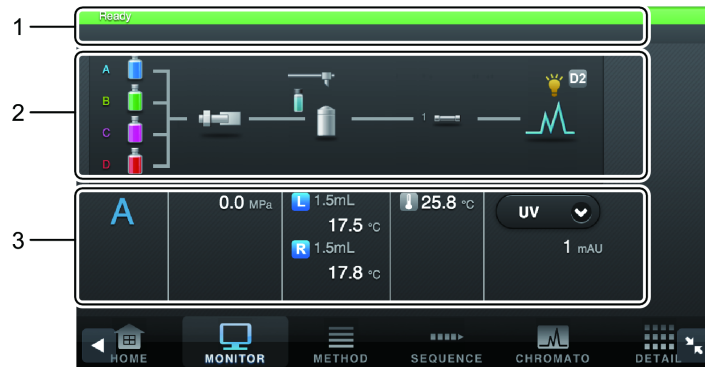 1
Ready
2
A
B
C
D
1
D2
3
A
0.0 MPa
L 1.5mL
17.5 °C
R 1.5mL
17.8 °C
25.8 °C
UV
1 mAU
HOME
MONITOR
METHOD
SEQUENCE
CHROMATO
DETAIL